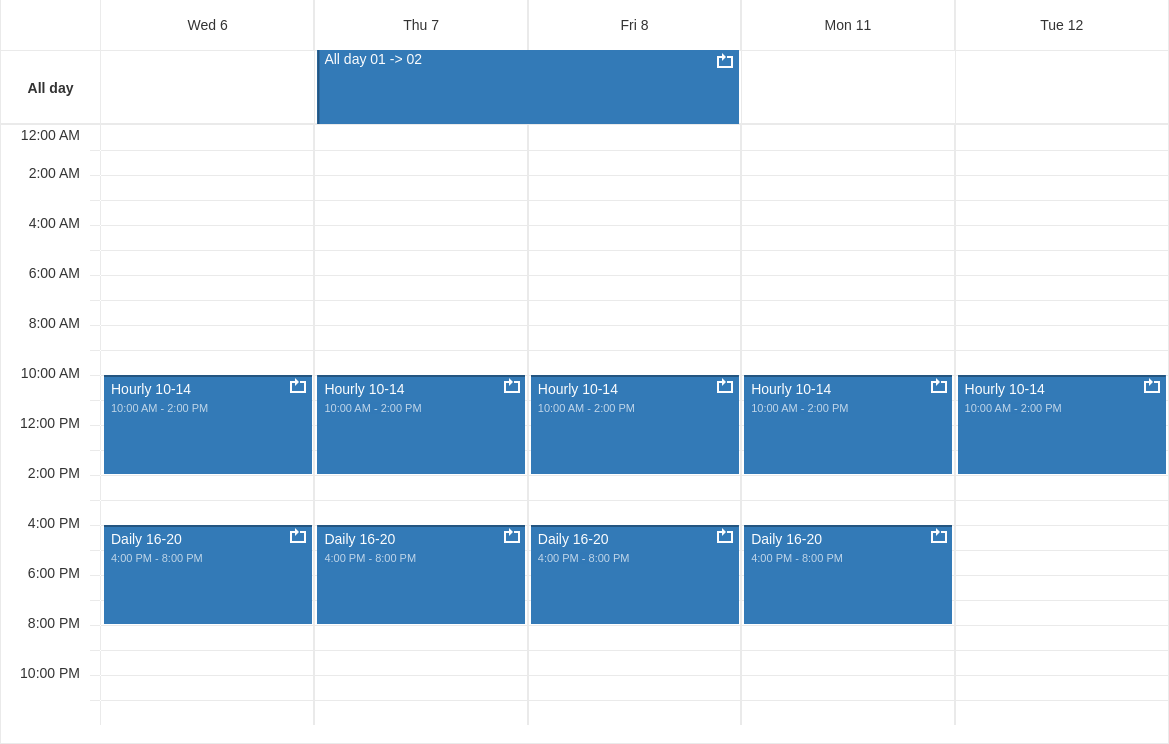 Wed 6
Thu 7
Fri 8
Mon 11
Tue 12
All day
All day 01 -> 02
12:00 AM
2:00 AM
4:00 AM
6:00 AM
8:00 AM
10:00 AM
Hourly 10-14
10:00 AM - 2:00 PM
Hourly 10-14
10:00 AM - 2:00 PM
Hourly 10-14
10:00 AM - 2:00 PM
Hourly 10-14
10:00 AM - 2:00 PM
Hourly 10-14
10:00 AM - 2:00 PM
12:00 PM
2:00 PM
4:00 PM
Daily 16-20
4:00 PM - 8:00 PM
Daily 16-20
4:00 PM - 8:00 PM
Daily 16-20
4:00 PM - 8:00 PM
Daily 16-20
4:00 PM - 8:00 PM
6:00 PM
8:00 PM
10:00 PM